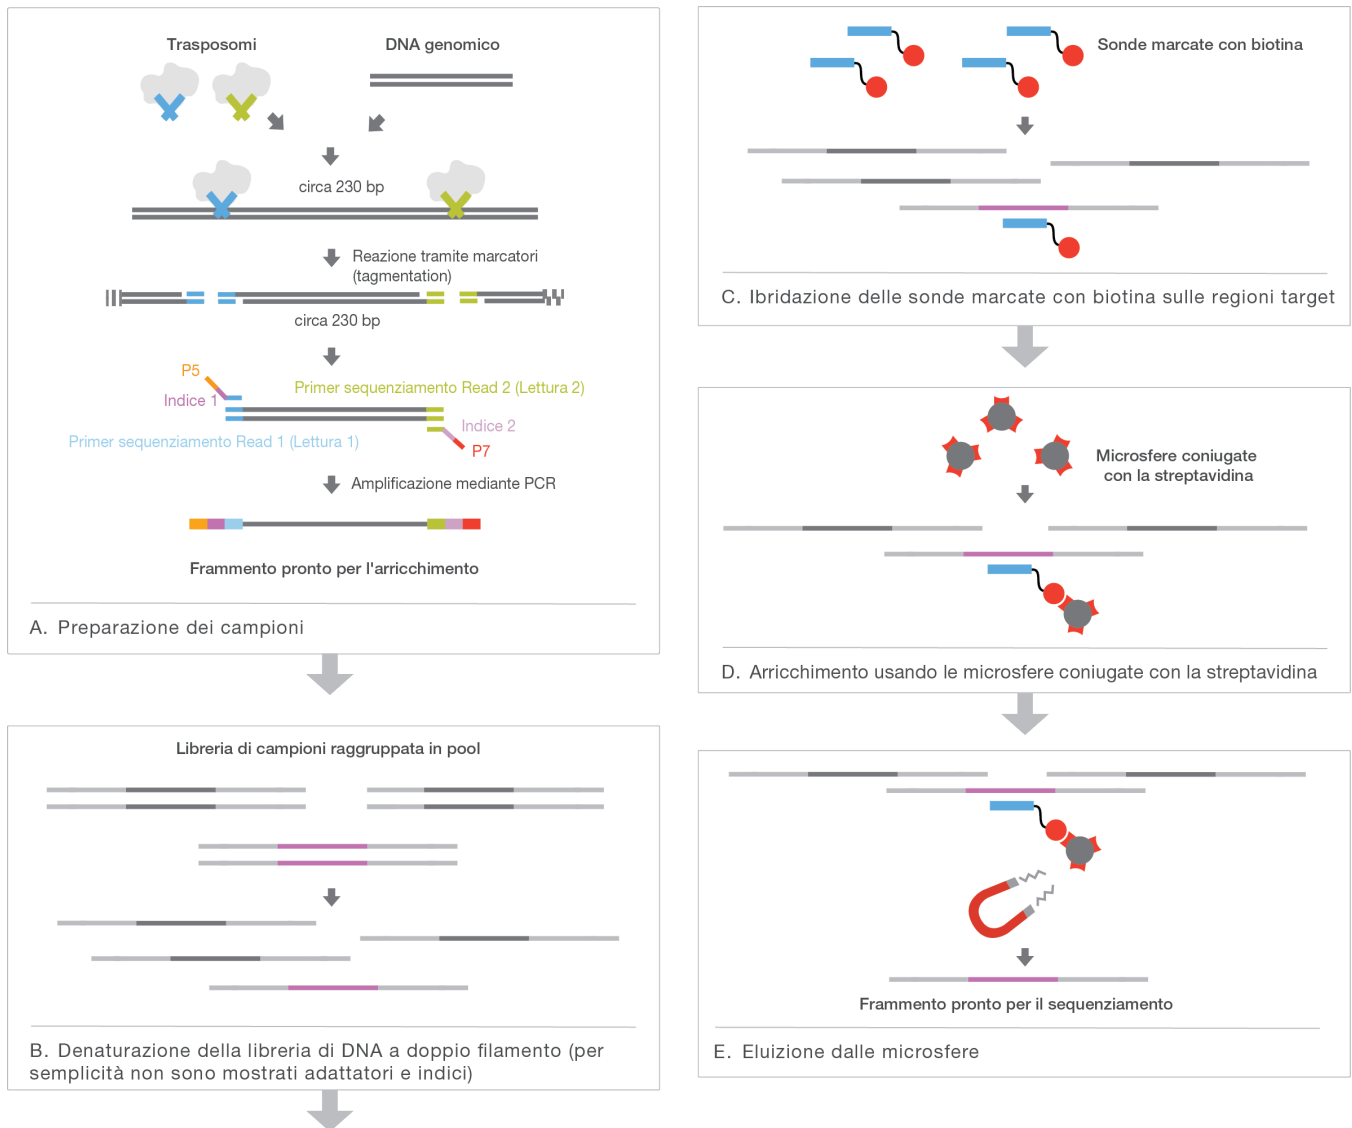 Trasposomi
DNA genomico
circa 230 bp
Reazione tramite marcatori
(tagmentation)
circa 230 bp
P5
Primer sequenziamento Read 2 (Lettura 2)
Indice 1
Indice 2
Primer sequenziamento Read 1 (Lettura 1)
P7
Amplificazione mediante PCR
Frammento pronto per l'arricchimento
A. Preparazione dei campioni
Libreria di campioni raggruppata in pool
B. Denaturazione della libreria di DNA a doppio filamento (per
semplicità non sono mostrati adattatori e indici)
Sonde marcate con biotina
C. Ibridazione delle sonde marcate con biotina sulle regioni target
Microsfere coniugate
con la streptavidina
D. Arricchimento usando le microsfere coniugate con la streptavidina
Frammento pronto per il sequenziamento
E. Eluizione dalle microsfere